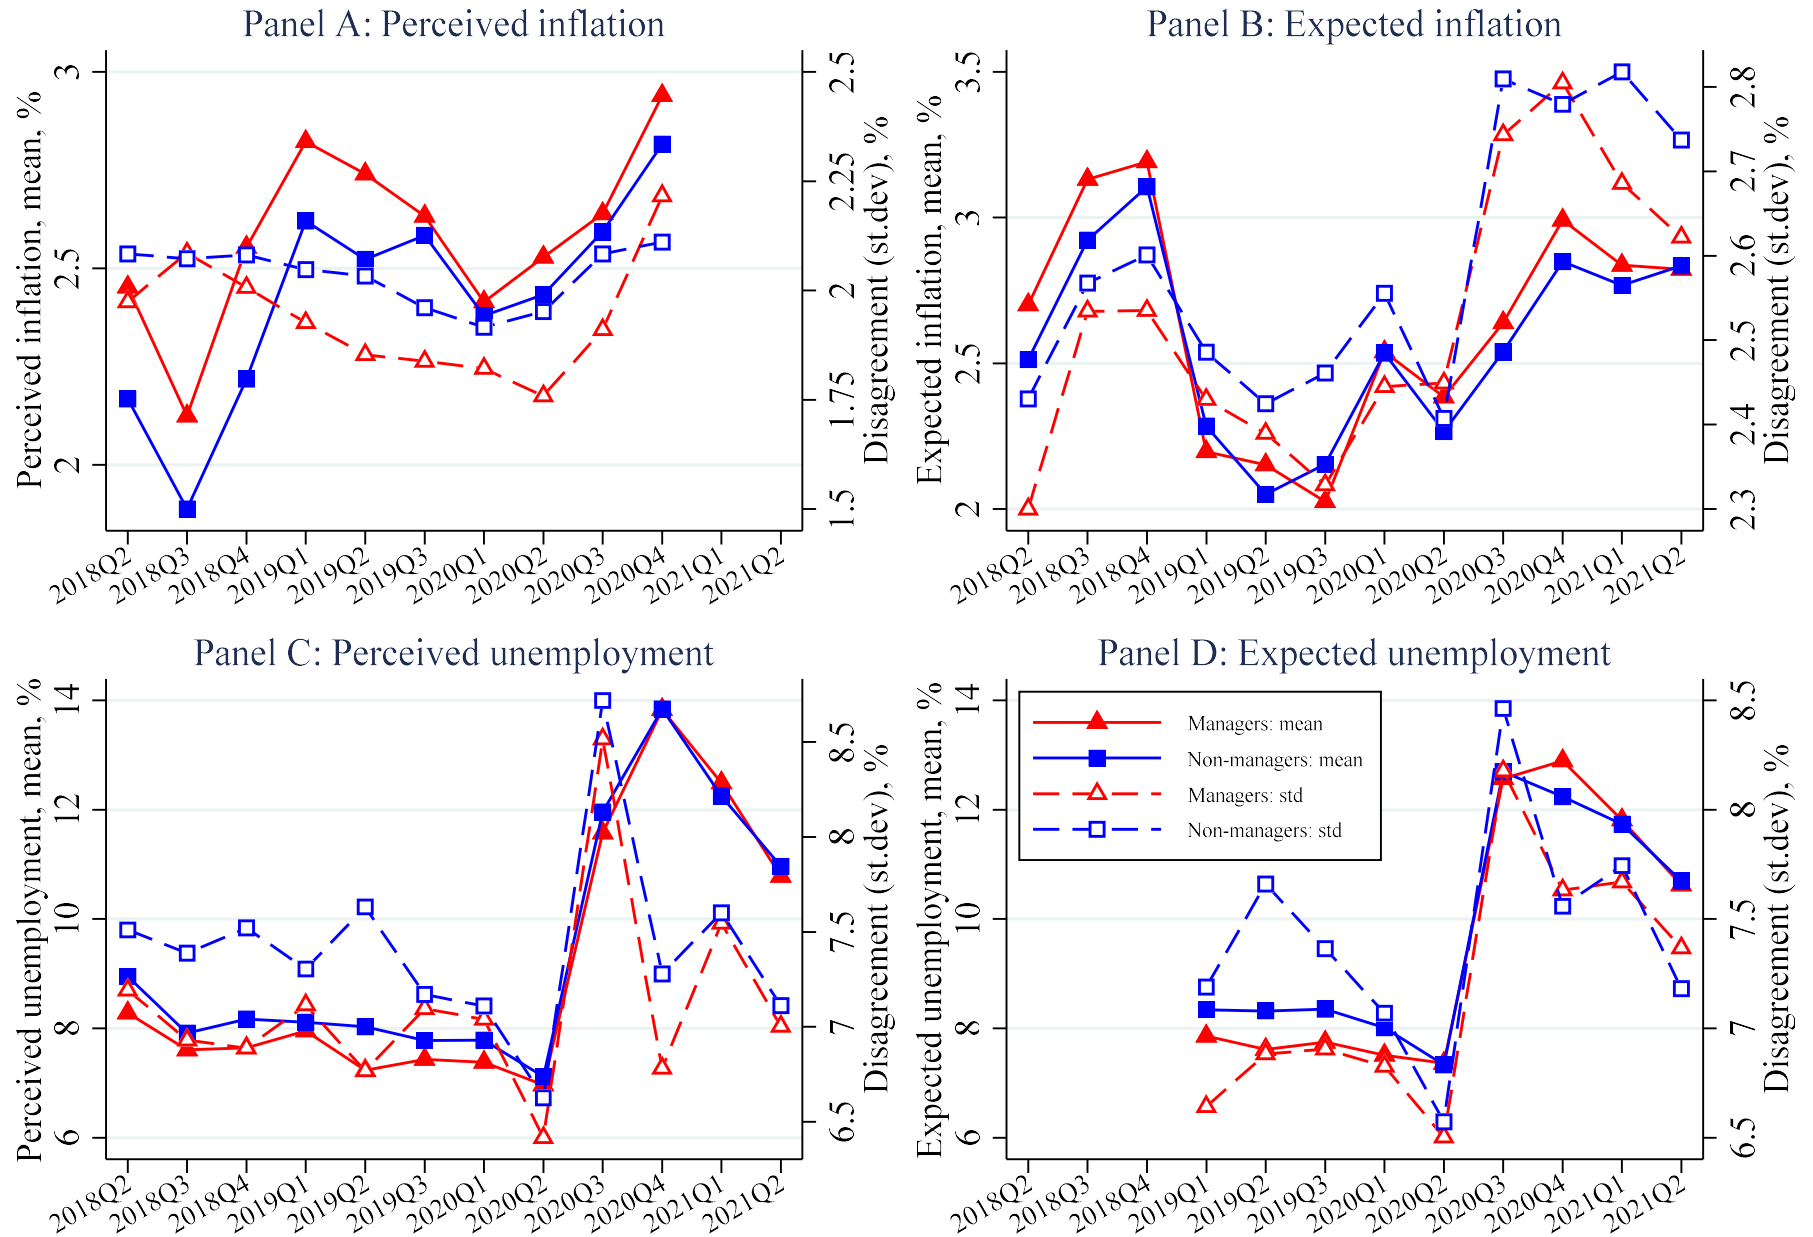 Panel A: Perceived inflation
Perceived inflation, mean, %
3
2.5
2
2.5
2.25
2
1.75
1.5
Disagreement (st.dev), %
2018Q2
2018Q3
2018Q4
2019Q1
2019Q2
2019Q3
2020Q1
2020Q2
2020Q3
2020Q4
2021Q1
2021Q2
Panel B: Expected inflation
Expected inflation, mean, %
3.5
3
2.5
2
2.8
2.7
2.6
2.5
2.4
2.3
Disagreement (st.dev), %
2018Q2
2018Q3
2018Q4
2019Q1
2019Q2
2019Q3
2020Q1
2020Q2
2020Q3
2020Q4
2021Q1
2021Q2
Panel C: Perceived unemployment
Perceived unemployment, mean, %
14
12
10
8
6
8.5
8
7.5
7
6.5
Disagreement (st.dev), %
2018Q2
2018Q3
2018Q4
2019Q1
2019Q2
2019Q3
2020Q1
2020Q2
2020Q3
2020Q4
2021Q1
2021Q2
Panel D: Expected unemployment
Expected unemployment, mean, %
14
12
10
8
6
Managers: mean
Non-managers: mean
Managers: std
Non-managers: std
8.5
8
7.5
7
6.5
Disagreement (st.dev), %
2018Q2
2018Q3
2018Q4
2019Q1
2019Q2
2019Q3
2020Q1
2020Q2
2020Q3
2020Q4
2021Q1
2021Q2